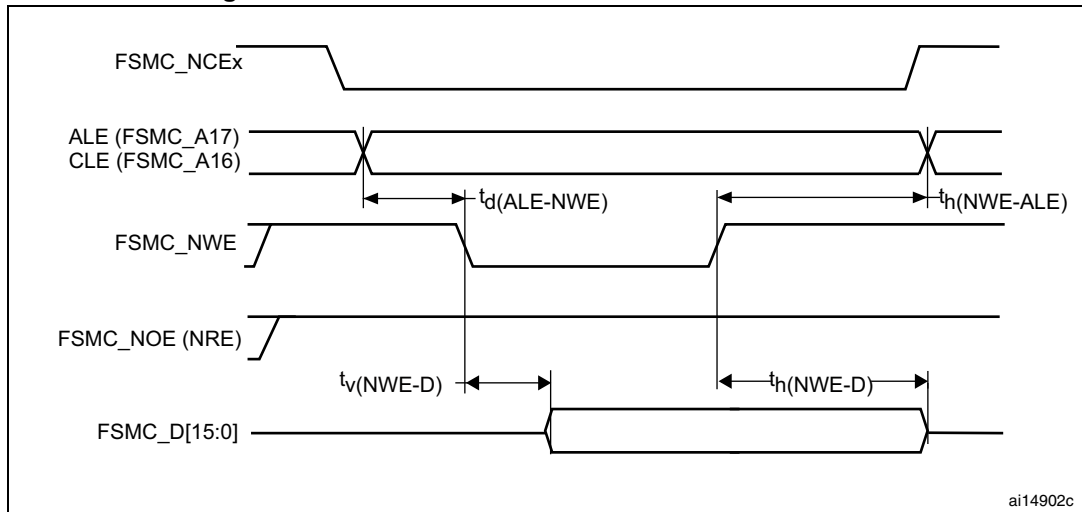 FSMC_NCEx
ALE (FSMC_A17)
CLE (FSMC_A16)
td(ALE-NWE)
th(NWE-ALE)
FSMC_NWE
FSMC_NOE (NRE)
tv(NWE-D)
th(NWE-D)
FSMC_D[15:0]
ai14902c